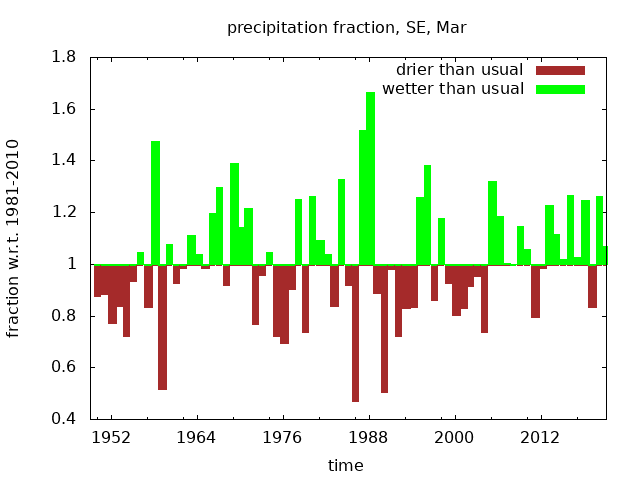 precipitation fraction, SE, Mar
drier than usual
wetter than usual
1.8
1.6
1.4
1.2
1
0.8
0.6
0.4
fraction w.r.t. 1981-2010
1952 1964 1976 1988 2000 2012
time